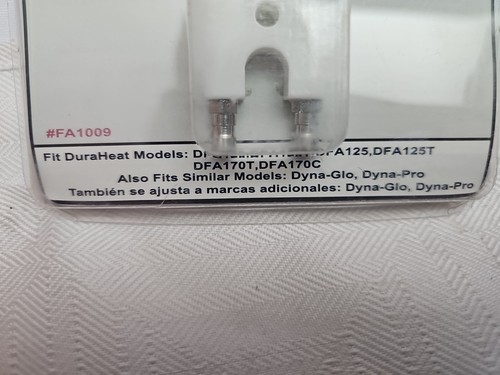 #FA1009
Fit DuraHeat Models: DFA125,DFA125T
DFA170T,DFA170C
Also Fits Similar Models: Dyna-Glo, Dyna-Pro
También se ajusta a marcas adicionales: Dyna-Glo, Dyna-Pro